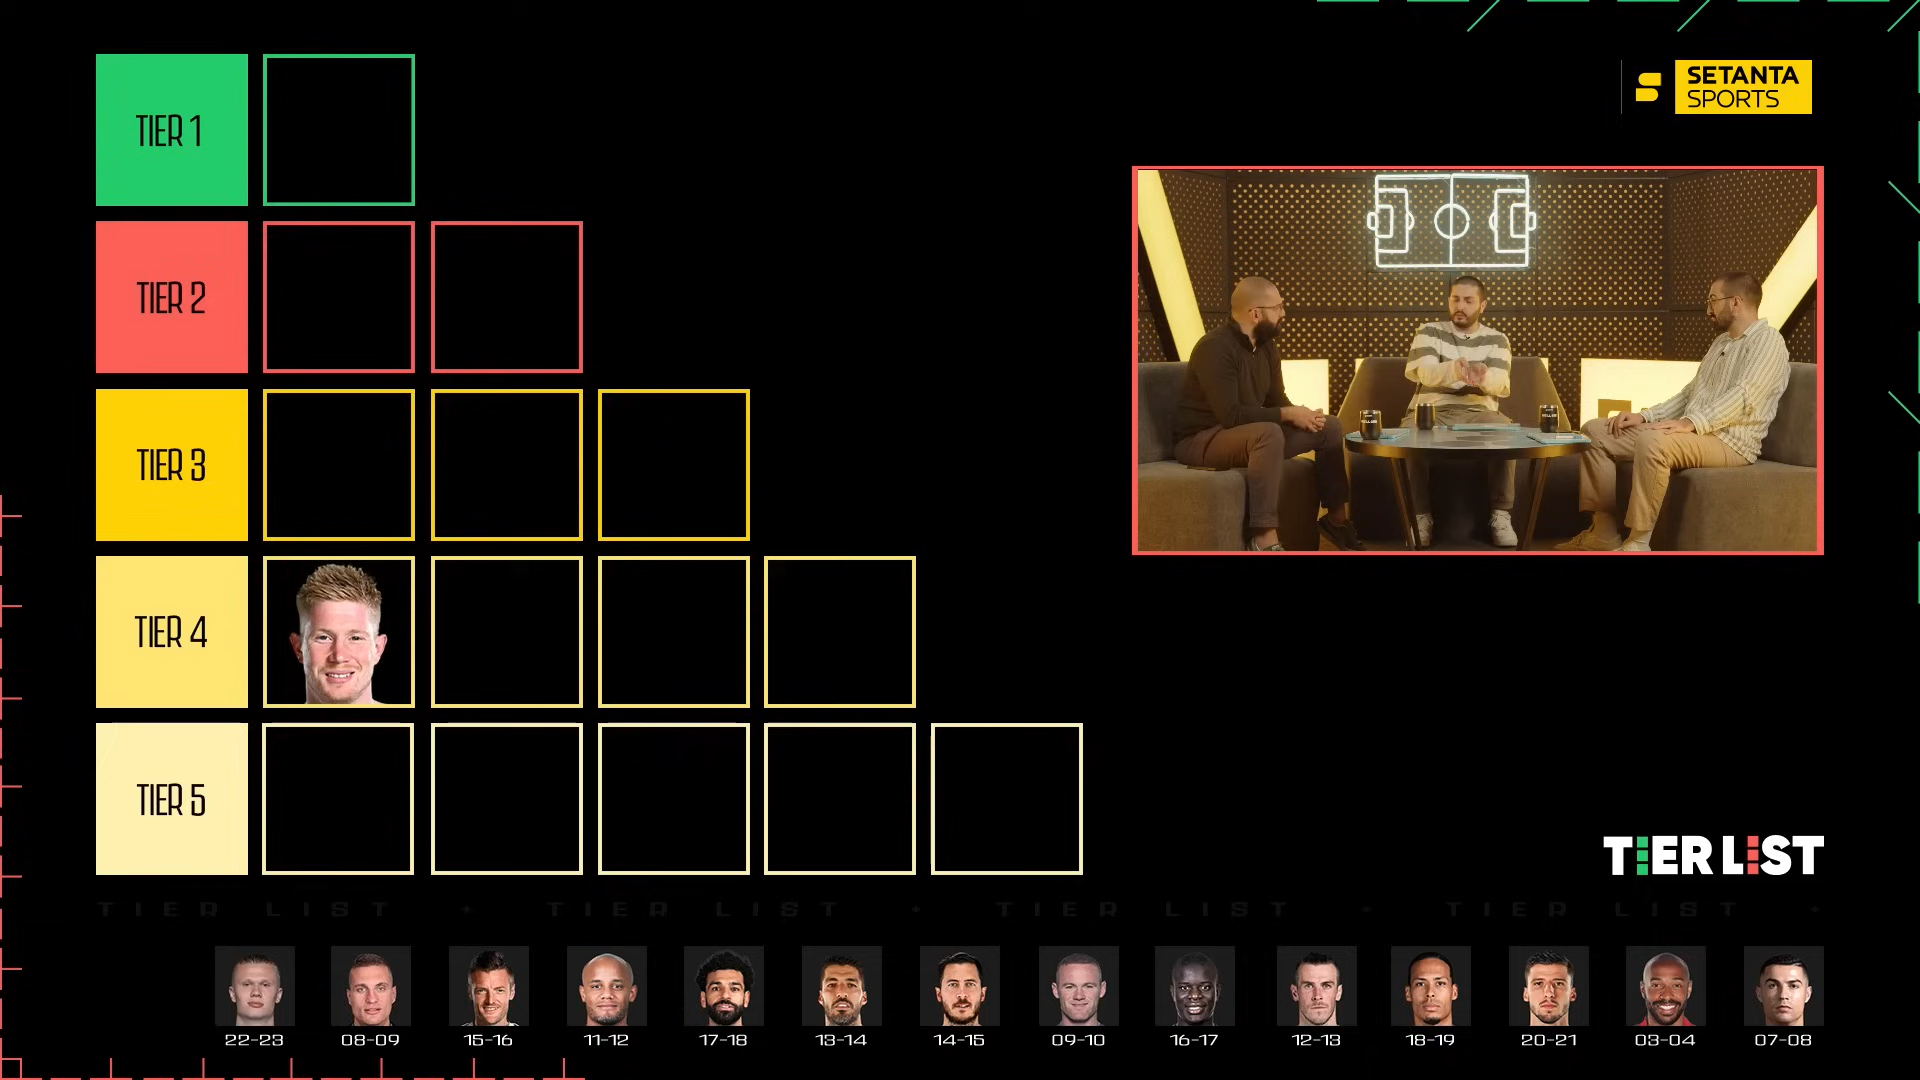 TIER 1
SETANTA
SPORTS
TIER 2
TIER 3
TIER 4
TIER 5
TIER LIST
TIER LIST TIER LIST TIER LIST TIER LIST
22-23 08-09 15-16 11-12 17-18 13-14 14-15 09-10 16-17 12-13 18-19 20-21 03-04 07-08